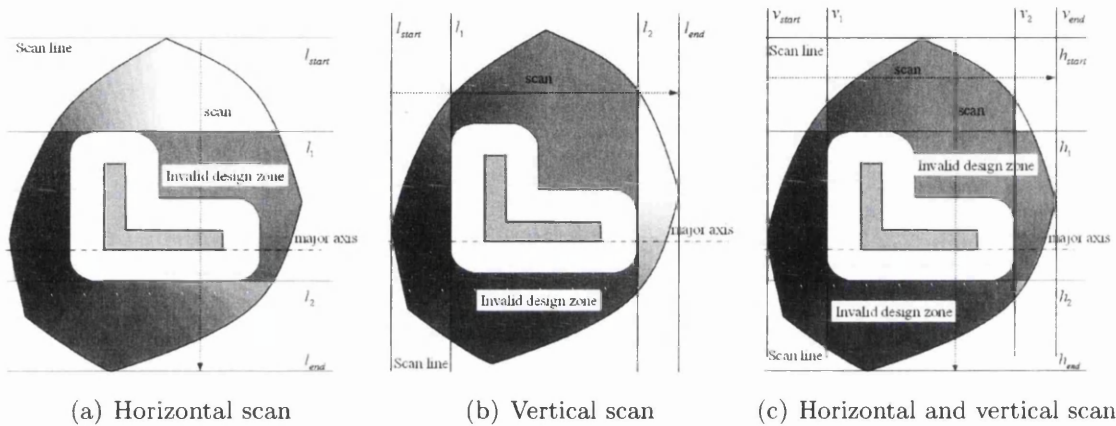 Scan line
l_start
scan
l_1
Invalid design zone
major axis
l_2
l_end
(a) Horizontal scan
l_start
l_1
l_2
l_end
scan
major axis
Invalid design zone
Scan line
(b) Vertical scan
v_start
v_1
v_2
v_end
Scan line
h_start
scan
scan
h_1
Invalid design zone
major axis
h_2
Invalid design zone
Scan line
h_end
(c) Horizontal and vertical scan